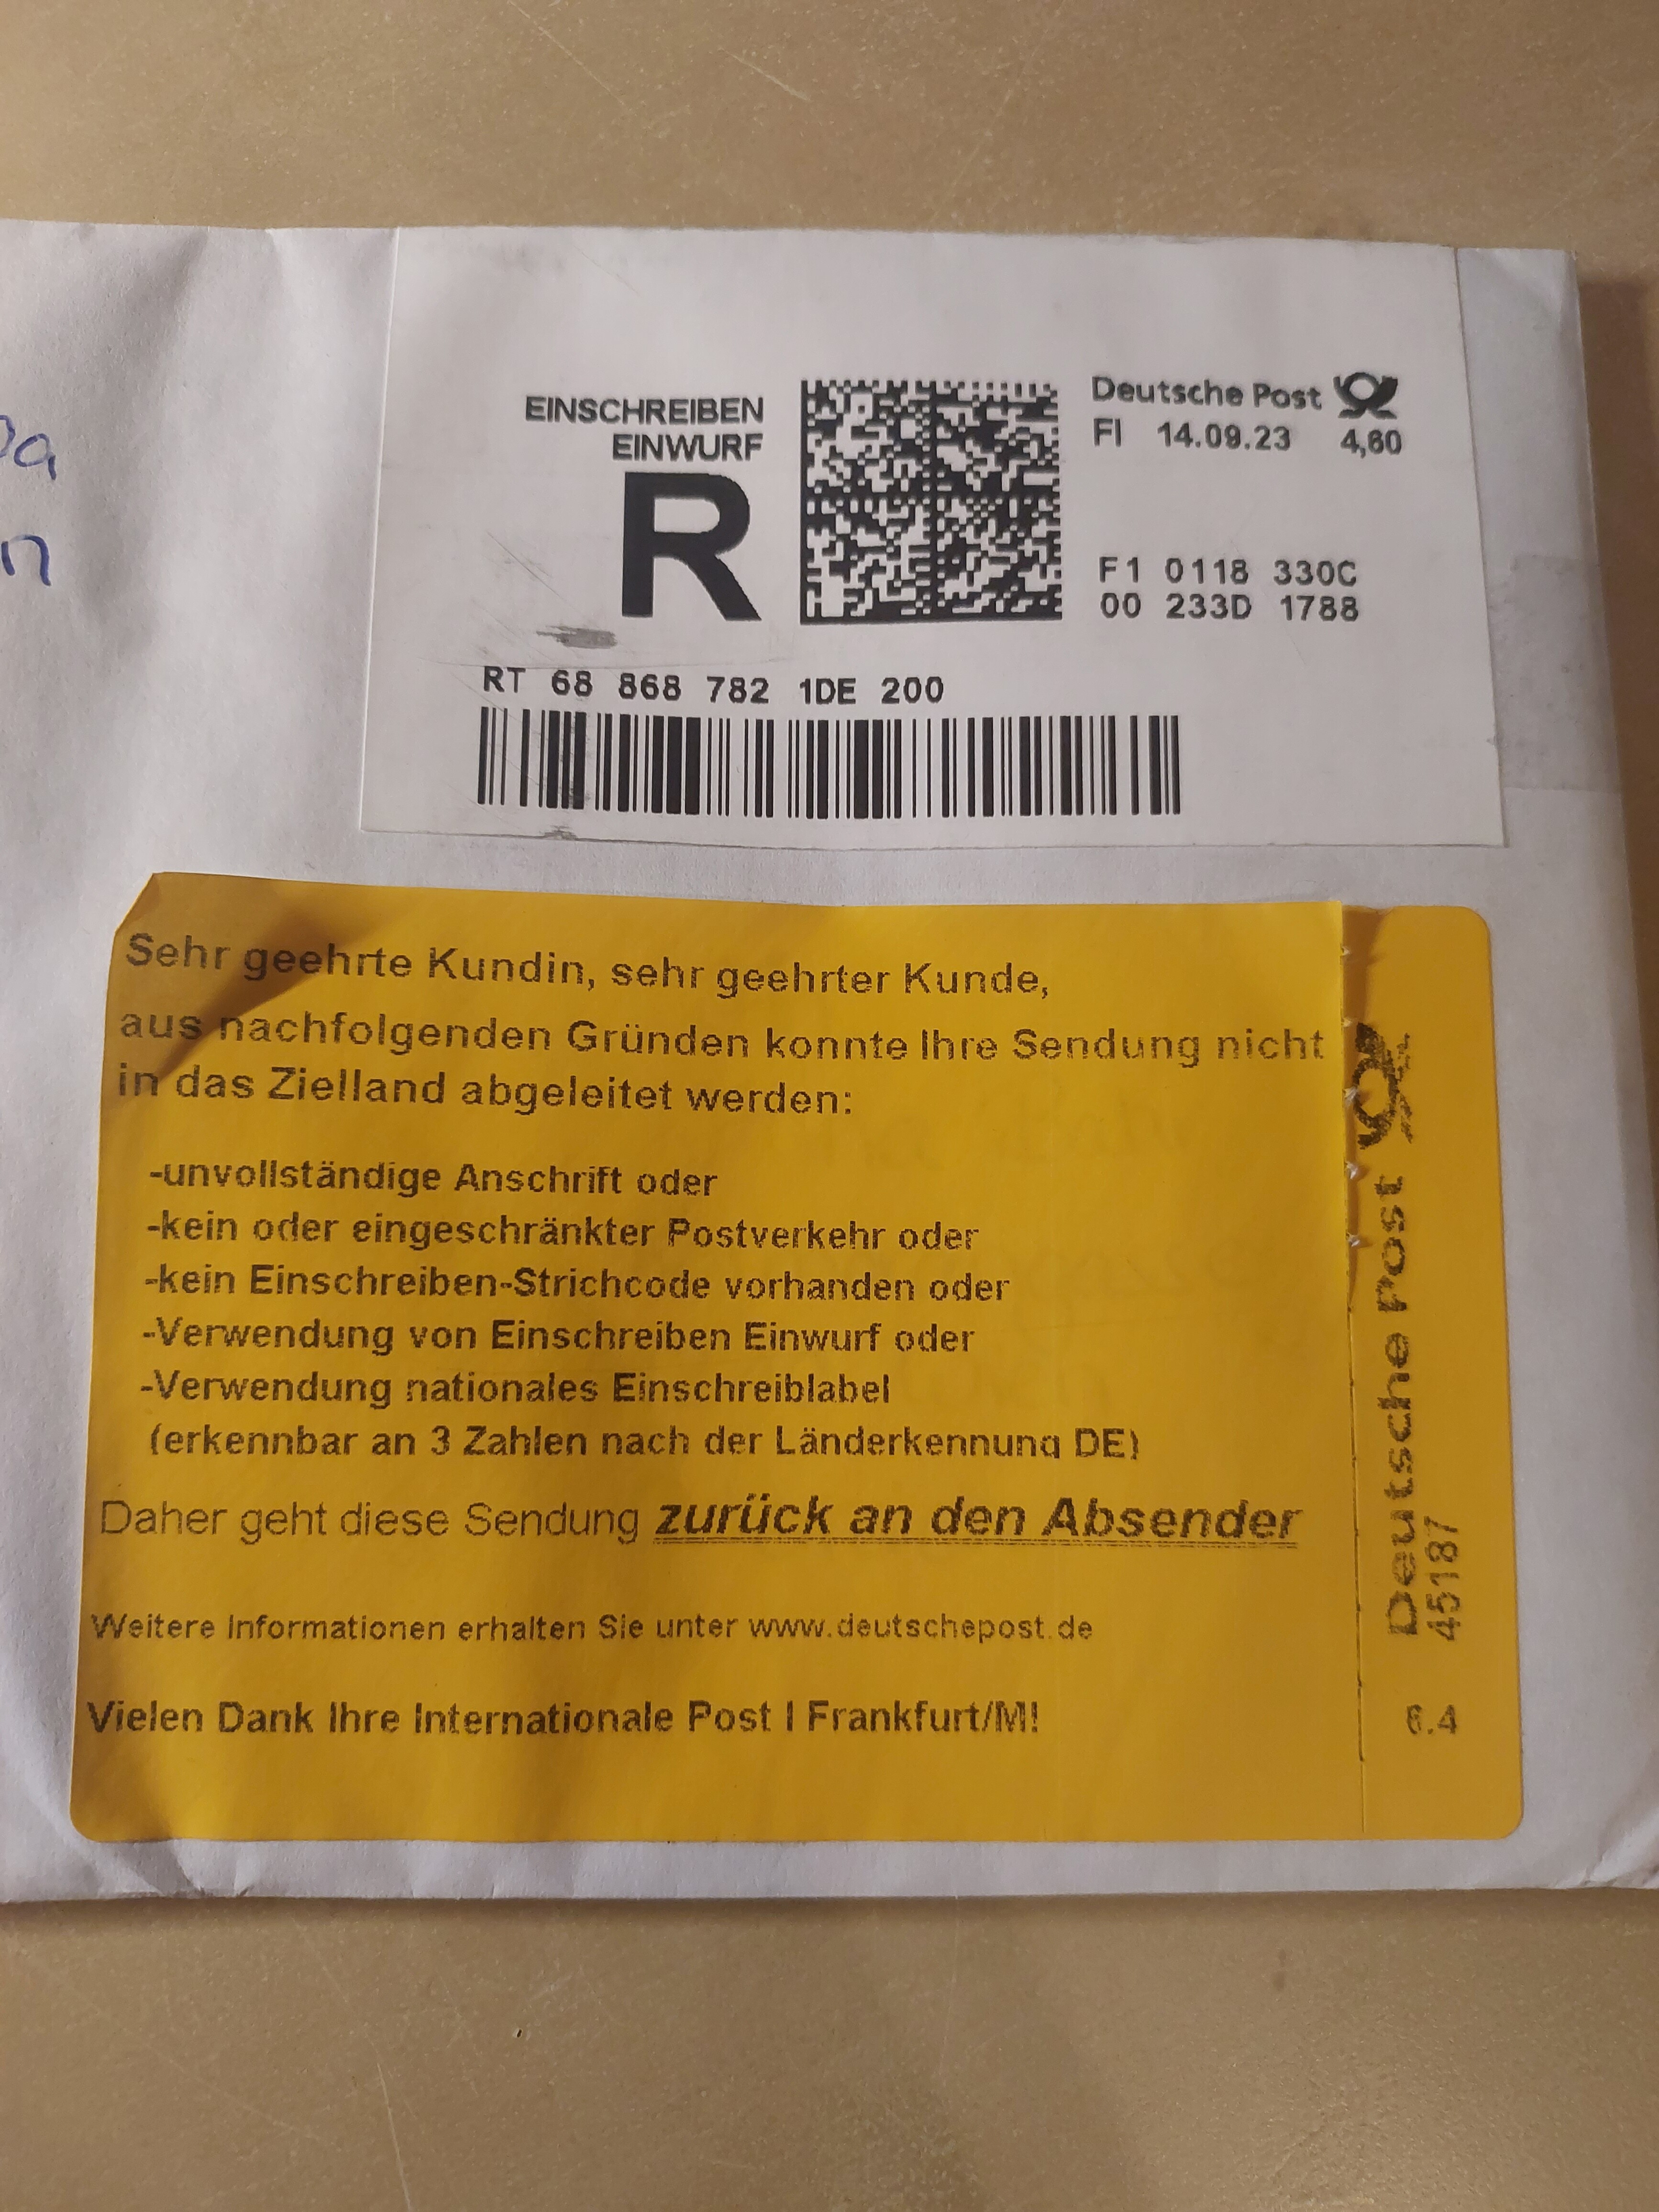 EINSCHREIBEN
EINWURF
R
Deutsche Post
FI 14.09.23 4,60
F1 0118 330C
00 233D 1788
RT 68 868 782 1DE 200
Sehr geehrte Kundin, sehr geehrter Kunde,
aus nachfolgenden Gründen konnte Ihre Sendung nicht
in das Zielland abgeleitet werden:
-unvollständige Anschrift oder
-kein oder eingeschränkter Postverkehr oder
-kein Einschreiben-Strichcode vorhanden oder
-Verwendung von Einschreiben Einwurf oder
-Verwendung nationales Einschreiblabel
(erkennbar an 3 Zahlen nach der Länderkennung DE)
Daher geht diese Sendung zurück an den Absender
Weitere Informationen erhalten Sie unter www.deutschepost.de
Vielen Dank Ihre Internationale Post I Frankfurt/M!
Deutsche Post
45187
6.4